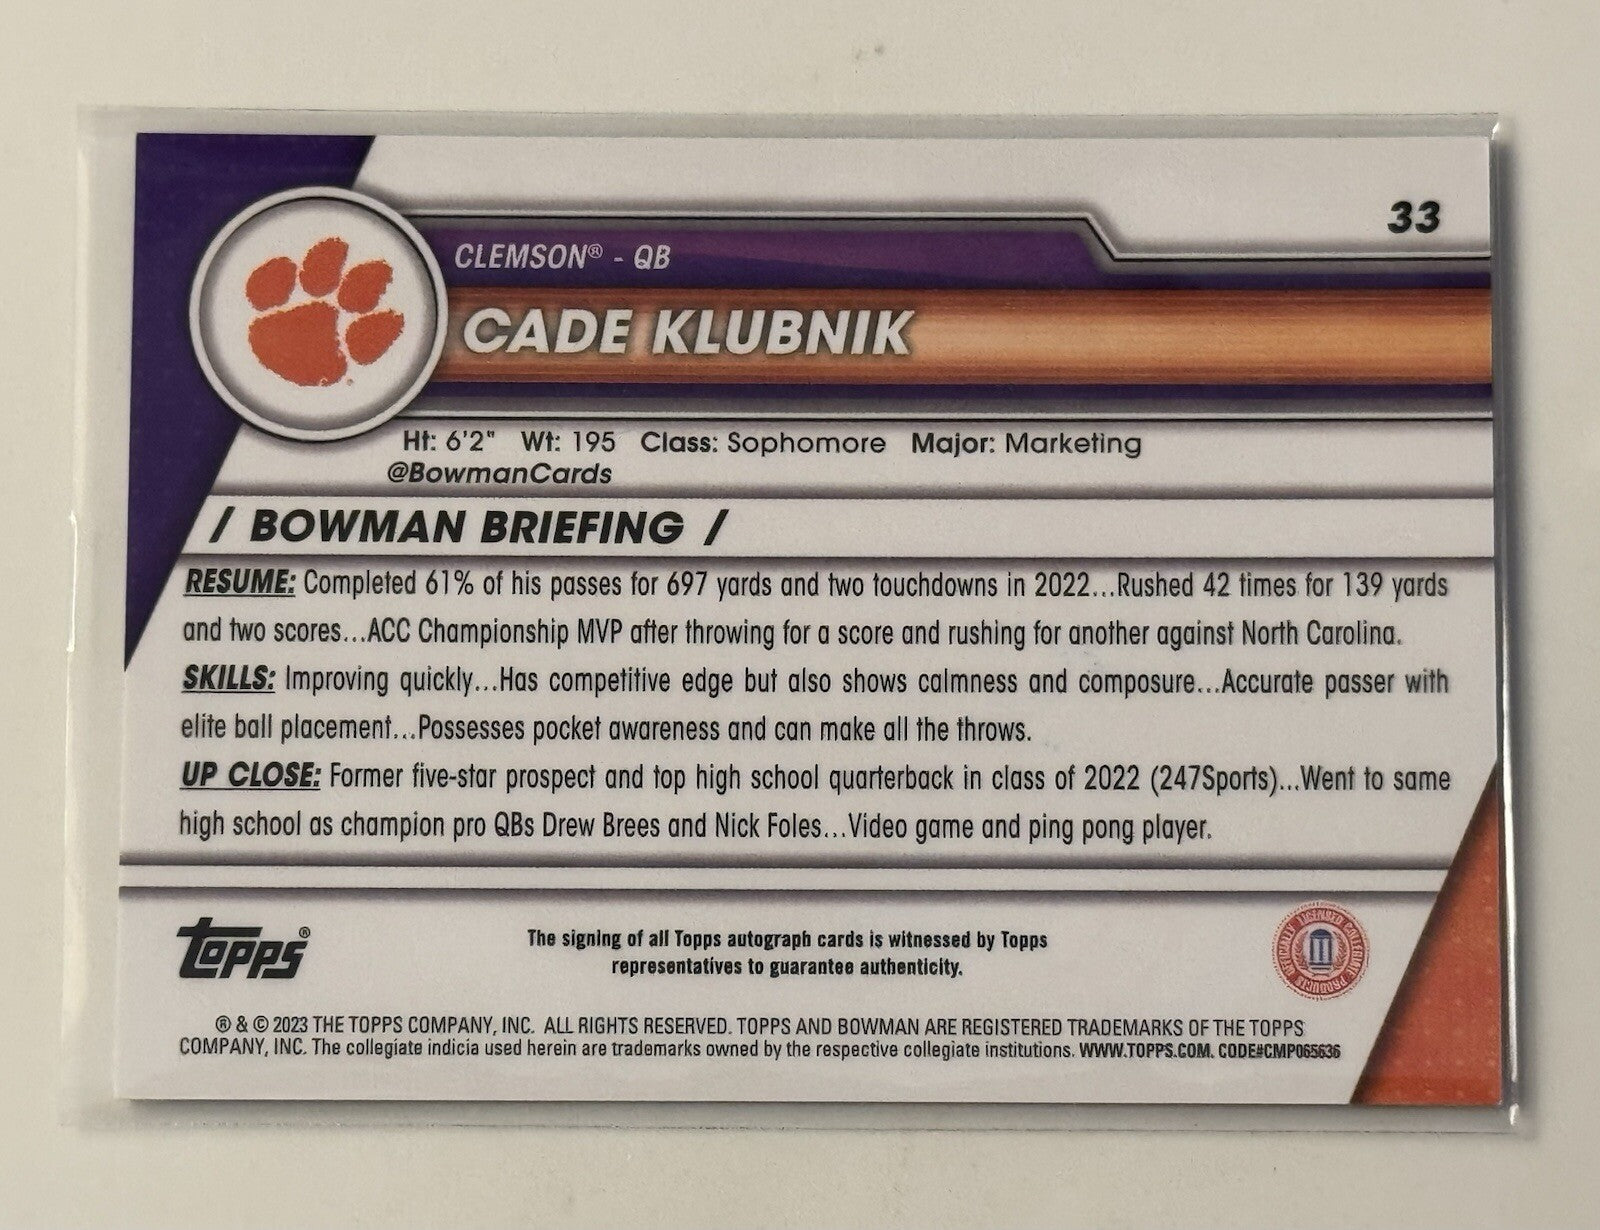 33
CLEMSON® - QB
CADE KLUBNIK
Ht: 6'2" Wt: 195 Class: Sophomore Major: Marketing
@BowmanCards
/ BOWMAN BRIEFING /
RESUME: Completed 61% of his passes for 697 yards and two touchdowns in 2022...Rushed 42 times for 139 yards
and two scores...ACC Championship MVP after throwing for a score and rushing for another against North Carolina.
SKILLS: Improving quickly...Has competitive edge but also shows calmness and composure...Accurate passer with
elite ball placement...Possesses pocket awareness and can make all the throws.
UP CLOSE: Former five-star prospect and top high school quarterback in class of 2022 (247Sports)...Went to same
high school as champion pro QBs Drew Brees and Nick Foles...Video game and ping pong player.
Topps®
The signing of all Topps autograph cards is witnessed by Topps
representatives to guarantee authenticity.
OFFICIALLY LICENSED COLLEGIATE PRODUCTS
® & © 2023 THE TOPPS COMPANY, INC. ALL RIGHTS RESERVED. TOPPS AND BOWMAN ARE REGISTERED TRADEMARKS OF THE TOPPS
COMPANY, INC. The collegiate indicia used herein are trademarks owned by the respective collegiate institutions. WWW.TOPPS.COM. CODE#CMP065636